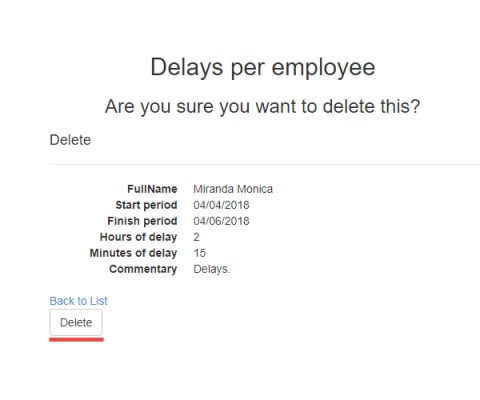 Delays per employee
Are you sure you want to delete this?
Delete
FullName Miranda Monica
Start period 04/04/2018
Finish period 04/06/2018
Hours of delay 2
Minutes of delay 15
Commentary Delays.
Back to List
Delete